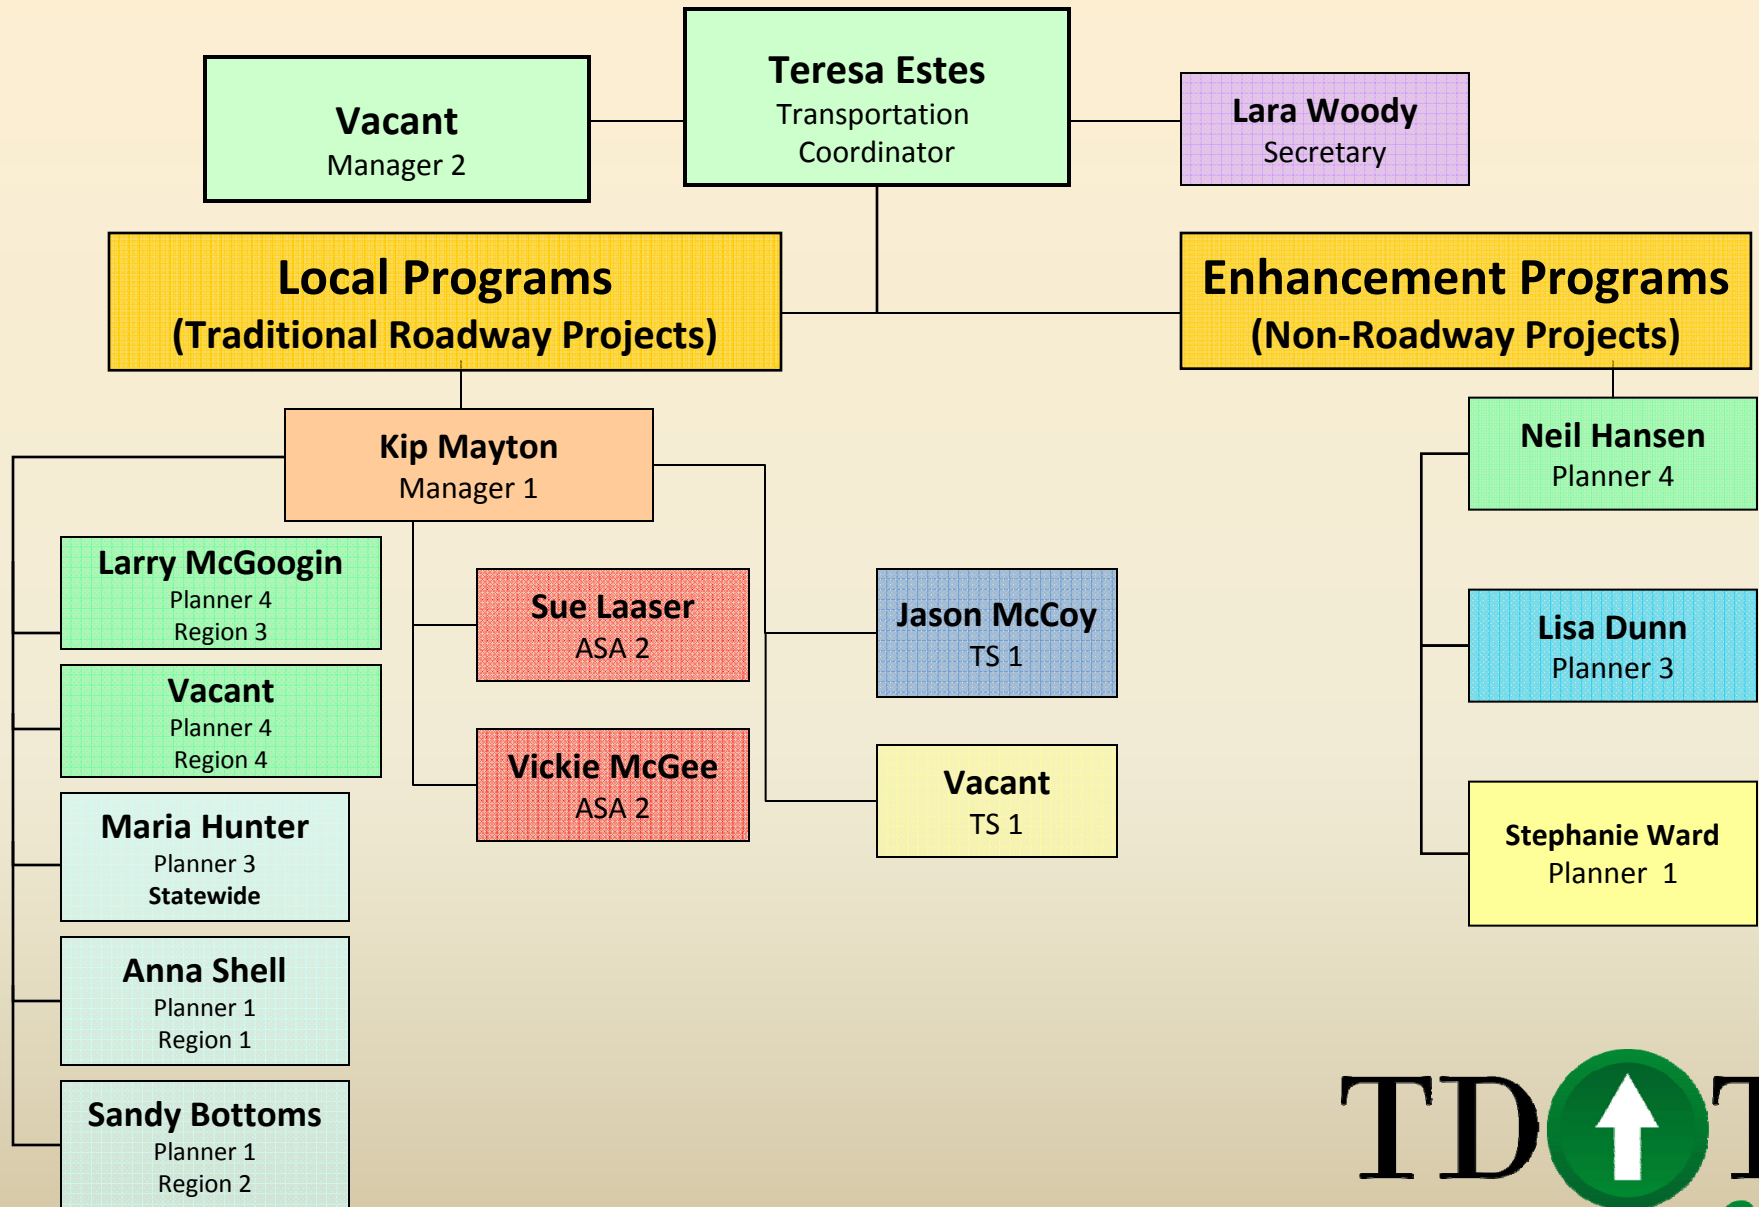 Teresa Estes
Transportation
Coordinator
Vacant
Manager 2
Lara Woody
Secretary
Local Programs
(Traditional Roadway Projects)
Enhancement Programs
(Non-Roadway Projects)
Kip Mayton
Manager 1
Larry McGoogin
Planner 4
Region 3
Vacant
Planner 4
Region 4
Maria Hunter
Planner 3
Statewide
Anna Shell
Planner 1
Region 1
Sandy Bottoms
Planner 1
Region 2
Sue Laaser
ASA 2
Vickie McGee
ASA 2
Jason McCoy
TS 1
Vacant
TS 1
Neil Hansen
Planner 4
Lisa Dunn
Planner 3
Stephanie Ward
Planner  1
TDOT